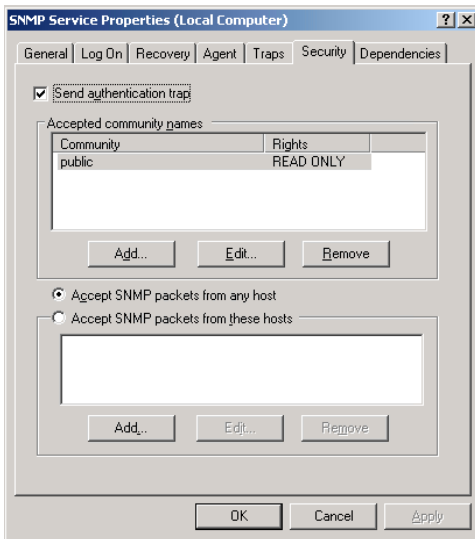 SNMP Service Properties (Local Computer)
General Log On Recovery Agent Traps Security Dependencies
Send authentication trap
Accepted community names
Community Rights
public READ ONLY
Add... Edit... Remove
Accept SNMP packets from any host
Accept SNMP packets from these hosts
Add... Edit... Remove
OK Cancel Apply